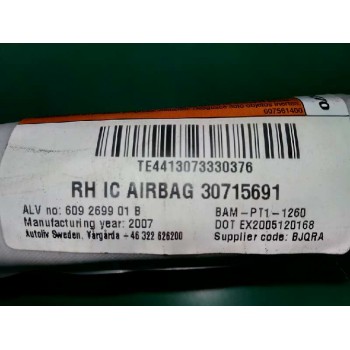 607551400
TE4413073330376
RH IC AIRBAG 30715691
ALV no: 609 2699 01 B
BAM-PT1-1260
Manufacturing year: 2007
DOT EX2005120168
Autoliv Sweden, Vårgårda +46 322 626200
Supplier code: BJQRA